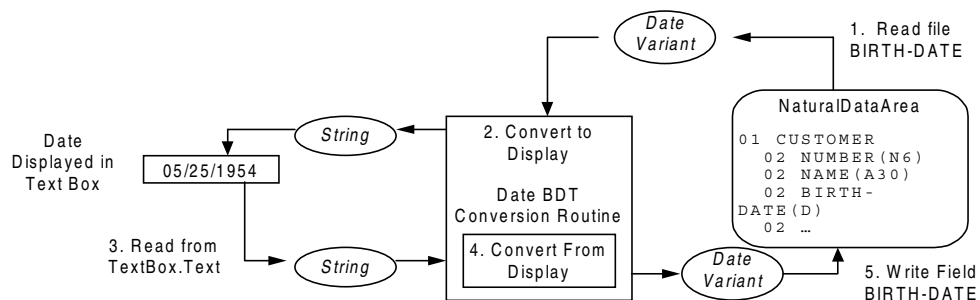 Date
Variant
1. Read file
BIRTH-DATE
NaturalDataArea
01 CUSTOMER
02 NUMBER(N6)
02 NAME(A30)
02 BIRTH-
DATE(D)
02 …
String
2. Convert to
Display
Date
Displayed in
Text Box
05/25/1954
Date BDT
Conversion Routine
3. Read from
TextBox.Text
String
4. Convert From
Display
Date
Variant
5. Write Field
BIRTH-DATE